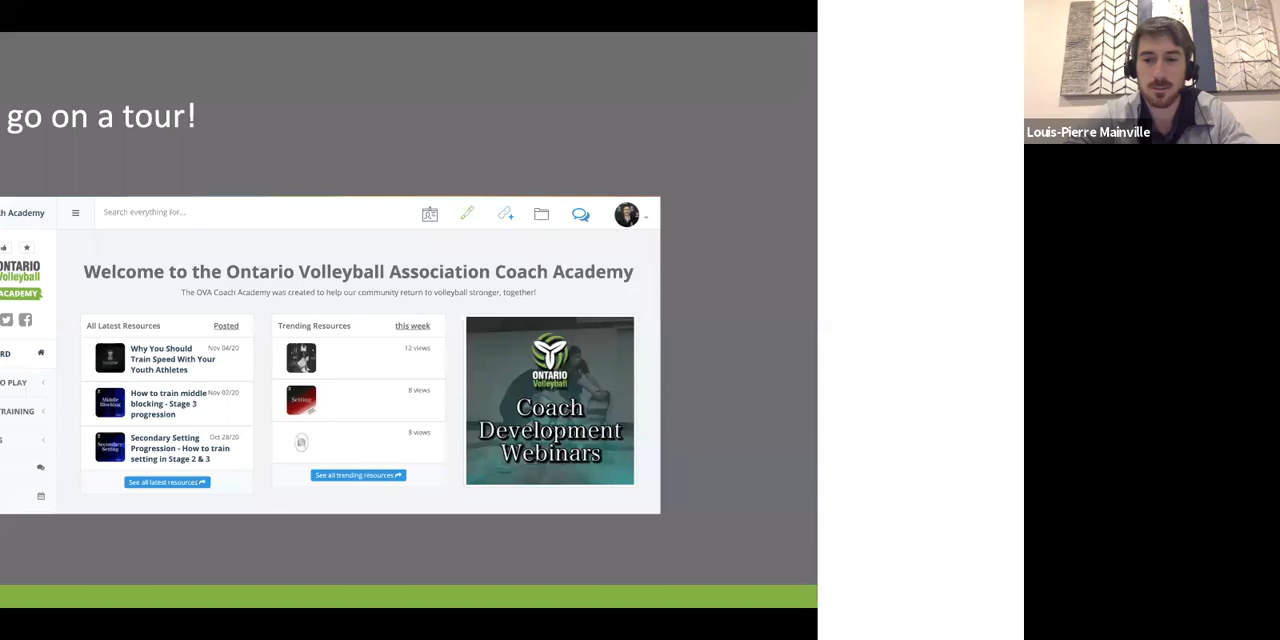 go on a tour!
Louis-Pierre Mainville
ch Academy
Search everything for...
ONTARIO
Volleyball
ACADEMY
RD
O PLAY
TRAINING
S
Welcome to the Ontario Volleyball Association Coach Academy
The OVA Coach Academy was created to help our community return to volleyball stronger, together!
All Latest Resources Posted
Why You Should Nov 04/20
Train Speed With Your
Youth Athletes
Middle
Blocking
How to train middle Nov 02/20
blocking - Stage 3
progression
Secondary
Setting
Secondary Setting Oct 28/20
Progression - How to train
setting in Stage 2 & 3
See all latest resources
Trending Resources this week
12 views
Setting
8 views
8 views
See all trending resources
ONTARIO
Volleyball
Coach
Development
Webinars